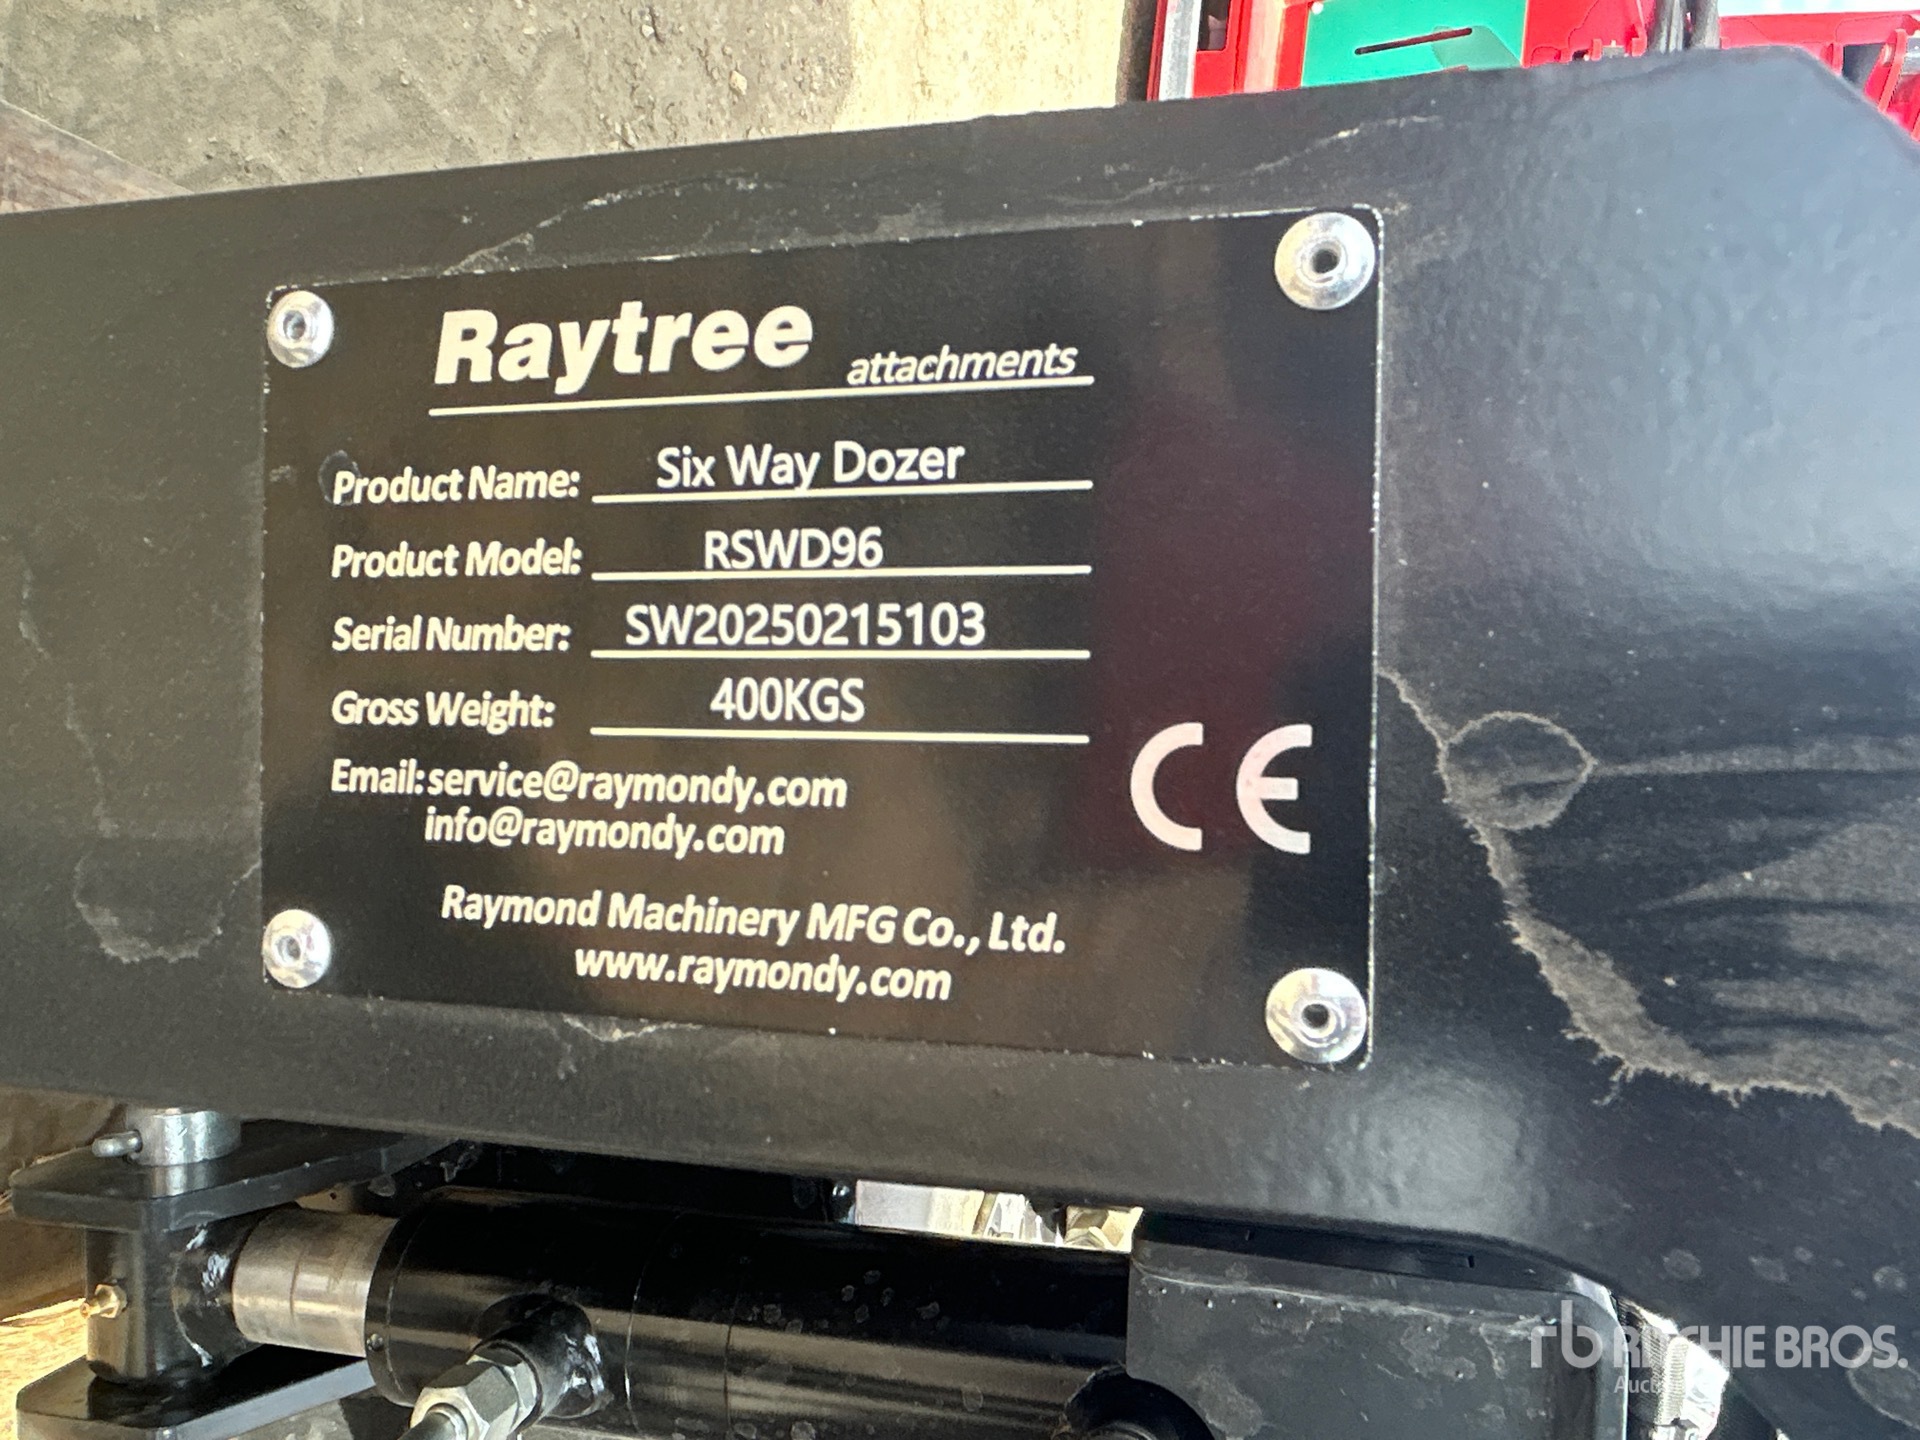 Raytree attachments
Product Name: Six Way Dozer
Product Model: RSWD96
Serial Number: SW20250215103
Gross Weight: 400KGS
Email: service@raymondy.com
info@raymondy.com
CE
Raymond Machinery MFG Co., Ltd.
www.raymondy.com
rb RITCHIE BROS.